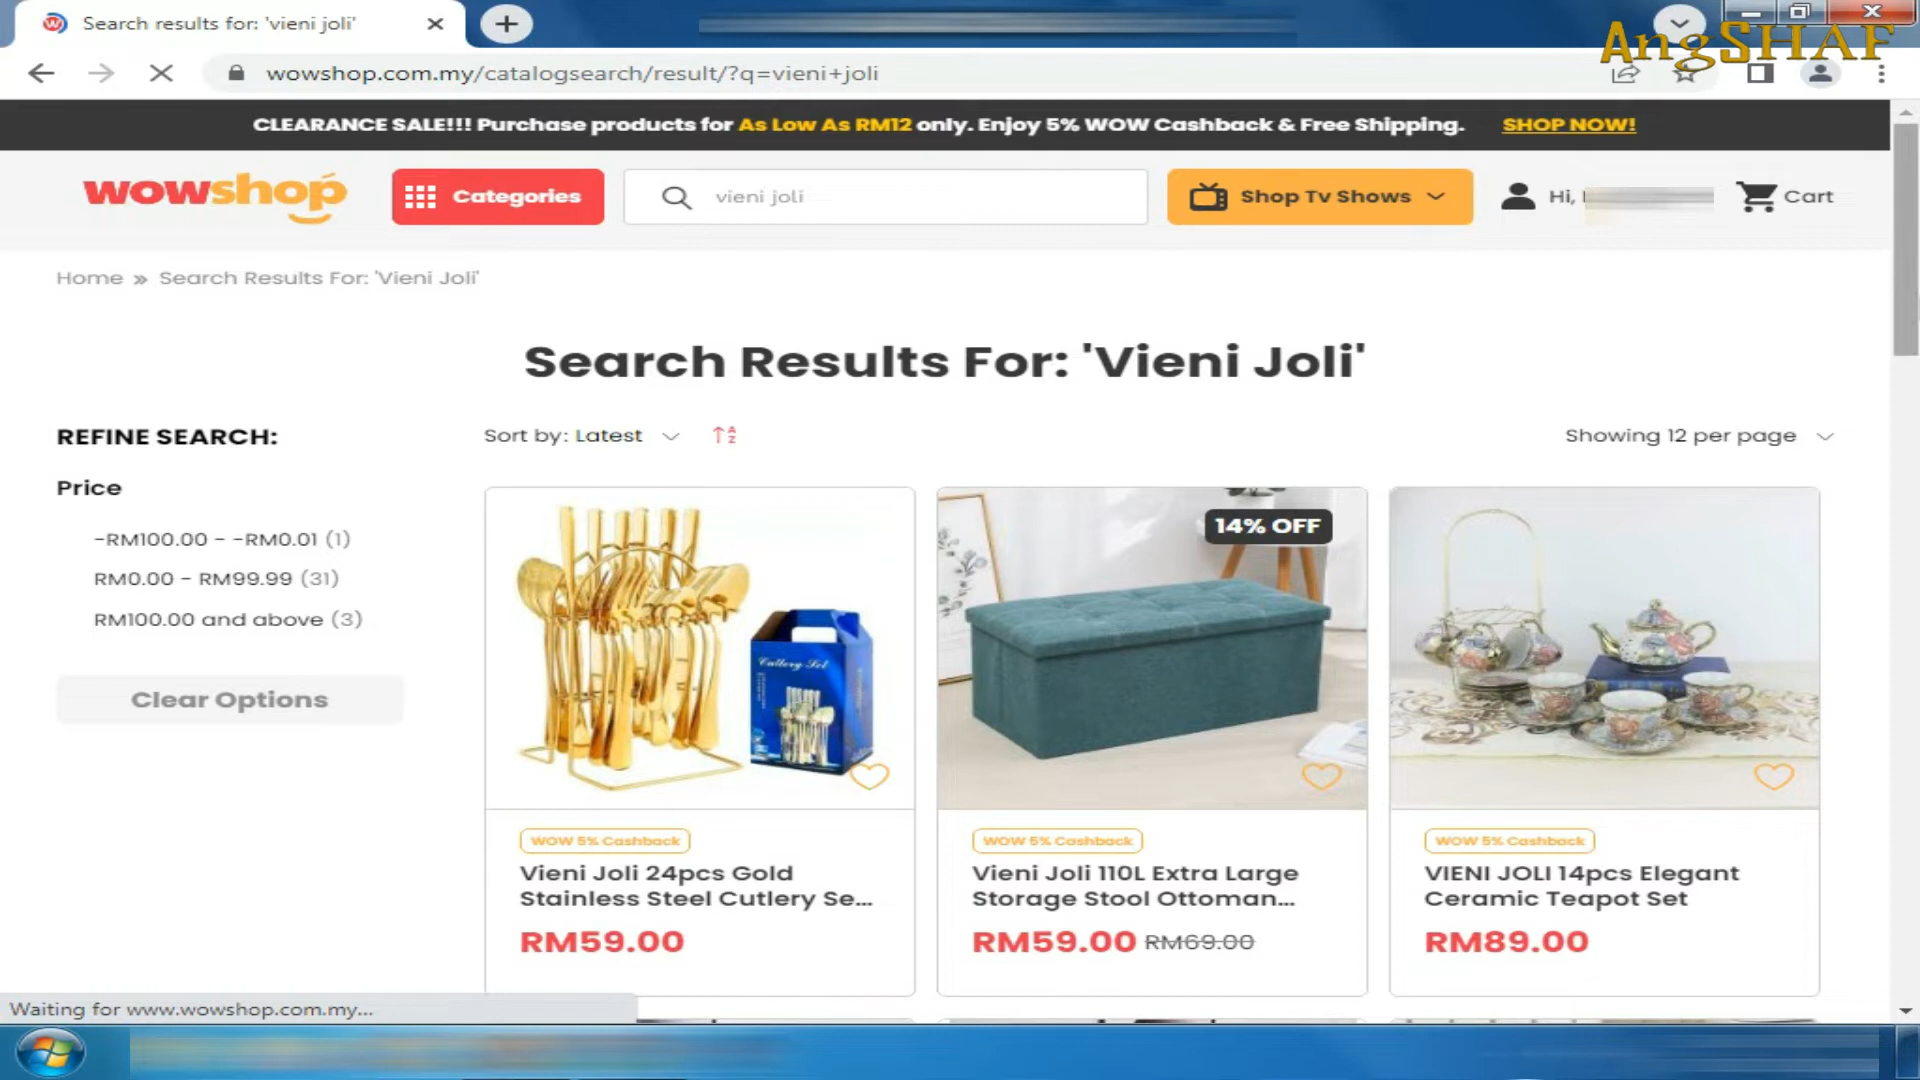 Search results for: 'vieni joli'
AngSHAF
wowshop.com.my/catalogsearch/result/?q=vieni+joli
CLEARANCE SALE!!! Purchase products for As Low As RM12 only. Enjoy 5% WOW Cashback & Free Shipping. SHOP NOW!
wowshop
Categories
vieni joli
Shop Tv Shows
Hi,
Cart
Home » Search Results For: 'Vieni Joli'
Search Results For: 'Vieni Joli'
REFINE SEARCH:
Sort by: Latest
Showing 12 per page
Price
-RM100.00 - -RM0.01 (1)
RM0.00 - RM99.99 (31)
RM100.00 and above (3)
Clear Options
Cutlery Set
14% OFF
WOW 5% Cashback
Vieni Joli 24pcs Gold
Stainless Steel Cutlery Se...
RM59.00
WOW 5% Cashback
Vieni Joli 110L Extra Large
Storage Stool Ottoman...
RM59.00 RM69.00
WOW 5% Cashback
VIENI JOLI 14pcs Elegant
Ceramic Teapot Set
RM89.00
Waiting for www.wowshop.com.my...